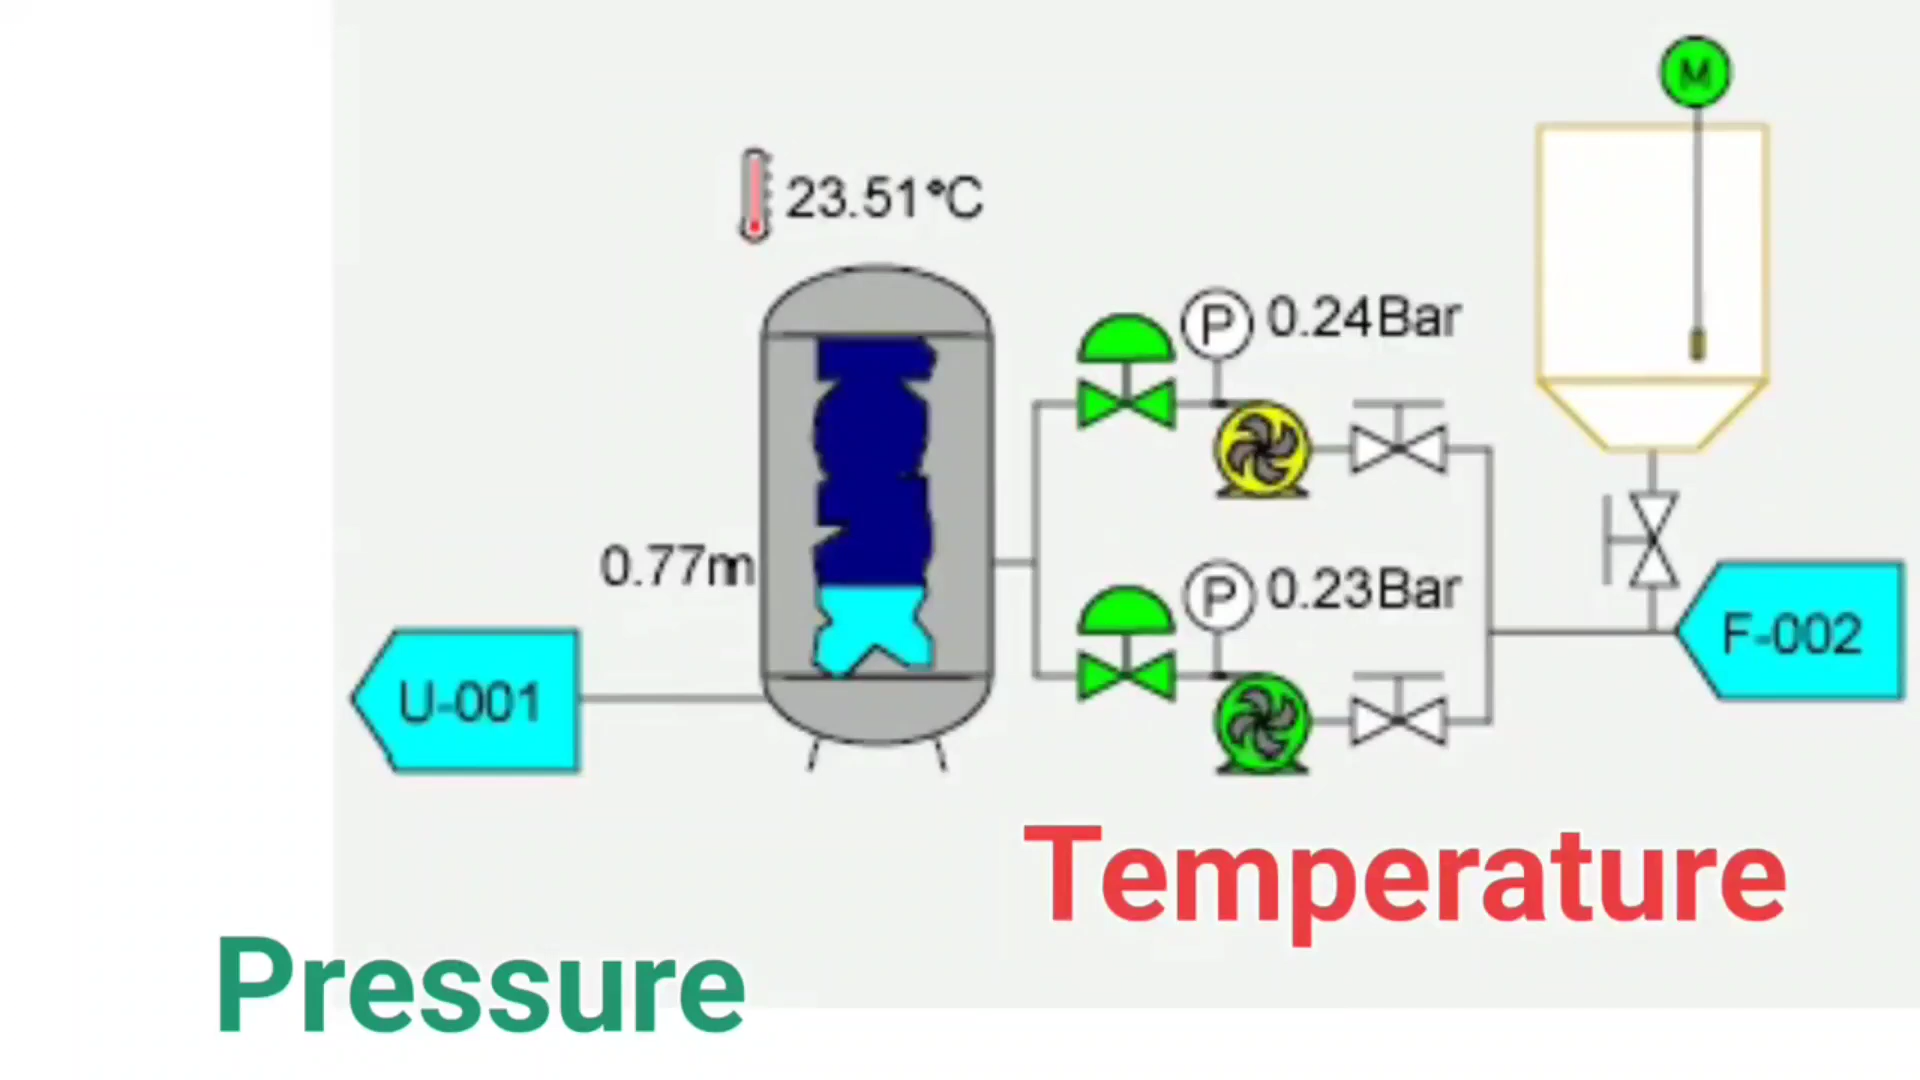 M
23.51°C
P 0.24Bar
0.77m
P 0.23Bar
F-002
U-001
Temperature
Pressure